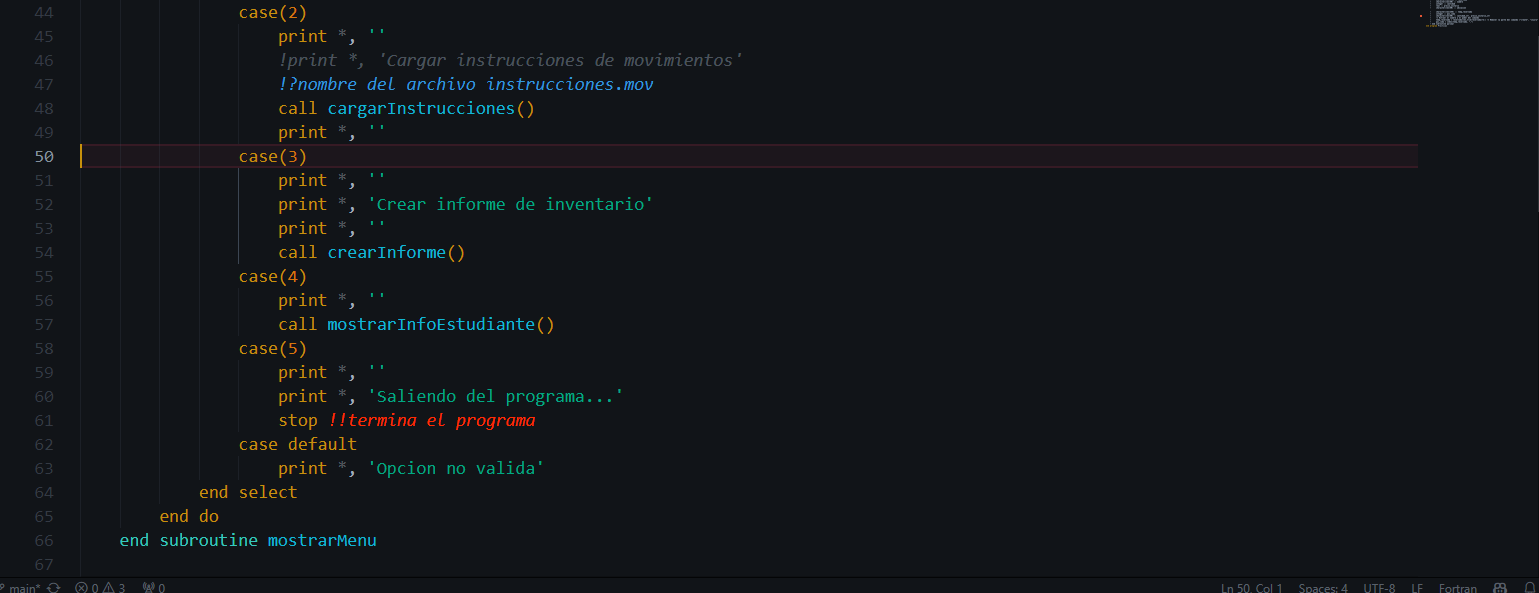 44 case(2)
45 print *, ''
46 !print *, 'Cargar instrucciones de movimientos'
47 !?nombre del archivo instrucciones.mov
48 call cargarInstrucciones()
49 print *, ''
50 case(3)
51 print *, ''
52 print *, 'Crear informe de inventario'
53 print *, ''
54 call crearInforme()
55 case(4)
56 print *, ''
57 call mostrarInfoEstudiante()
58 case(5)
59 print *, ''
60 print *, 'Saliendo del programa...'
61 stop !!termina el programa
62 case default
63 print *, 'Opcion no valida'
64 end select
65 end do
66 end subroutine mostrarMenu
67
main* 0 3 0 Ln 50, Col 1 Spaces: 4 UTF-8 LF Fortran